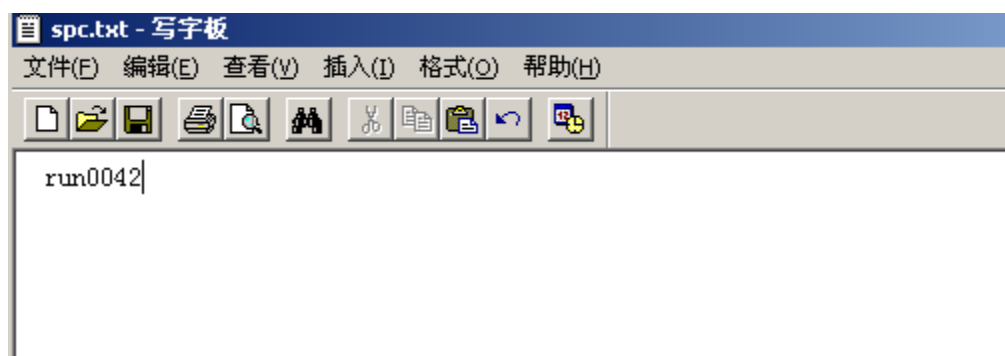 spc.txt - 写字板
文件(F) 编辑(E) 查看(V) 插入(I) 格式(O) 帮助(H)
run0042